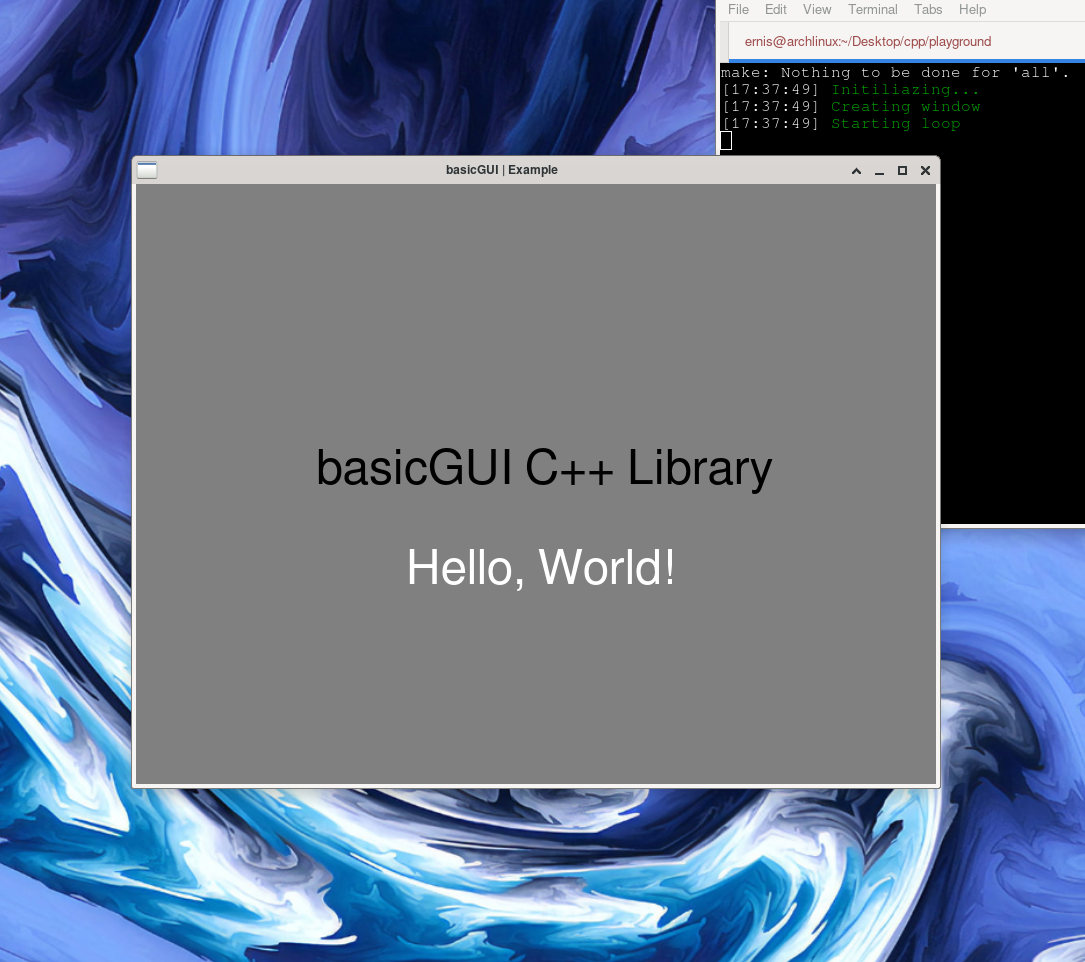 File Edit View Terminal Tabs Help
ernis@archlinux:~/Desktop/cpp/playground
make: Nothing to be done for 'all'.
[17:37:49] Initiliazing...
[17:37:49] Creating window
[17:37:49] Starting loop
basicGUI | Example
basicGUI C++ Library
Hello, World!